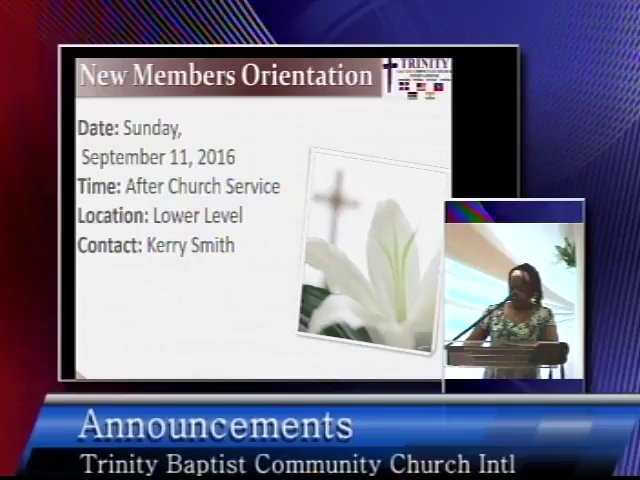 New Members Orientation
TRINITY
Date: Sunday,
September 11, 2016
Time: After Church Service
Location: Lower Level
Contact: Kerry Smith
Announcements
Trinity Baptist Community Church Intl